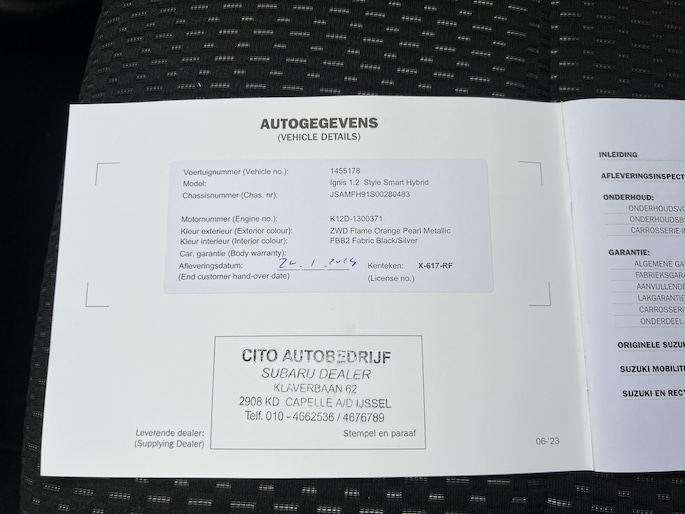 AUTOGEGEVENS
(VEHICLE DETAILS)
Voertuignummer (Vehicle no.): 1455178
Model: Ignis 1.2 Style Smart Hybrid
Chassisnummer (Chas. nr) JSAMFH91S00280483
Motornummer (Engine no.) K12D-1300371
Kleur exterieur (Exterior colour): ZWD Flame Orange Pearl Metallic
Kleur interieur (Interior colour): FBB2 Fabric Black/Silver
Car. garantie (Body warranty):
Afleveringsdatum: 1 Kenteken: X-617-RF
(End customer hand-over date) (License no.)
CITO AUTOBEDRIJF
SUBARU DEALER
KLAVERBAAN 62
2908 KD CAPELLE A/D IJSSEL
Telf. 010 - 4662536 / 4676789
Leverende dealer: Stempel en paraaf
(Supplying Dealer)
06-'23
INLEIDING
AFLEVERINGSINSPECT
ONDERHOUD:
ONDERHOUDSVO
ONDERHOUDSB
CARROSSERIE-I
GARANTIE:
ALGEMENE GA
FABRIEKSGARA
AANVULLENDE
LAKGARANTIE
CARROSSERI
ONDERDEEL-
ORIGINELE SUZUK
SUZUKI MOBILIT
SUZUKI EN RECY